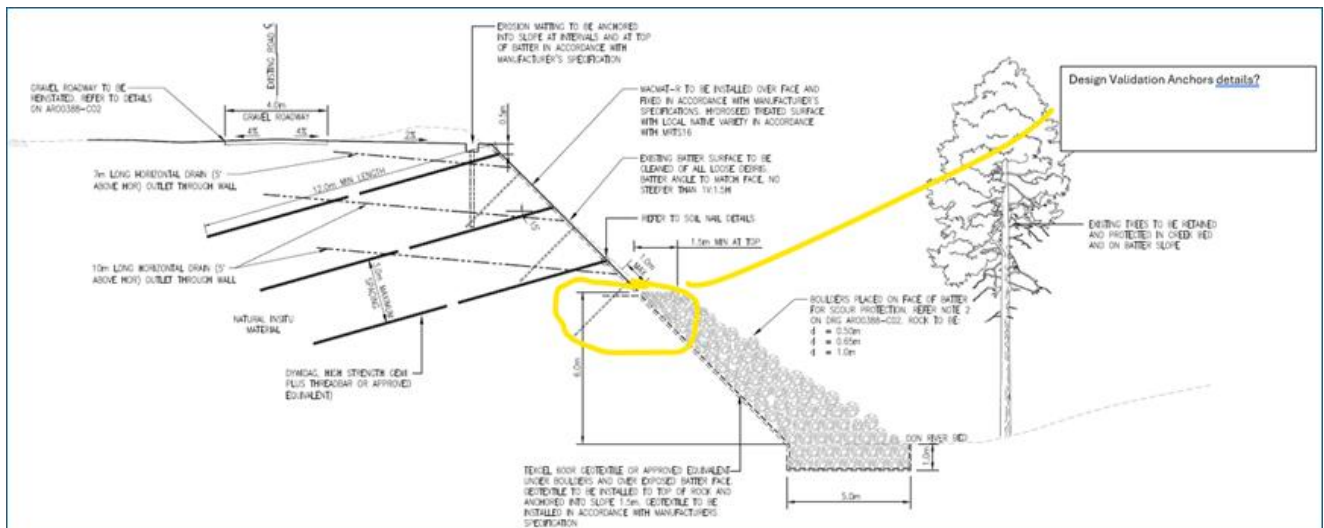 EROSION MATTING TO BE ANCHORED
INTO SLOPE AT INTERVALS AND AT TOP
OF BATTER IN ACCORDANCE WITH
MANUFACTURER'S SPECIFICATION
EXISTING ROAD
GRAVEL ROADWAY TO BE
REINSTATED. REFER TO DETAILS
ON AR00388-C02
4.0m
GRAVEL ROADWAY
4%
4%
2%
0.5m
MACMAT-R TO BE INSTALLED OVER FACE AND
FIXED IN ACCORDANCE WITH MANUFACTURER'S
SPECIFICATIONS. HYDROSEED TREATED SURFACE
WITH LOCAL NATIVE VARIETY IN ACCORDANCE
WITH MRTS16
Design Validation Anchors details?
7m LONG HORIZONTAL DRAIN (5°
ABOVE HOR) OUTLET THROUGH WALL
12.0m MIN LENGTH
EXISTING BATTER SURFACE TO BE
CLEANED OF ALL LOOSE DEBRIS.
BATTER ANGLE TO MATCH FACE, NO
STEEPER THAN 1V:1.5H
15°
REFER TO SOIL NAIL DETAILS
1.5m MIN AT TOP
1.0m
MAX
EXISTING TREES TO BE RETAINED
AND PROTECTED IN CREEK BED
AND ON BATTER SLOPE
10m LONG HORIZONTAL DRAIN (5°
ABOVE HOR) OUTLET THROUGH WALL
MAXIMUM
SPACING
NATURAL INSITU
MATERIAL
BOULDERS PLACED ON FACE OF BATTER
FOR SCOUR PROTECTION. REFER NOTE 2
ON DRG AR00388-C02. ROCK TO BE:
d = 0.50m
d = 0.65m
d = 1.0m
6.0m
DYWIDAG, HIGH STRENGTH GEWI
PLUS THREADBAR OR APPROVED
EQUIVALENT)
DON RIVER BED
1.0m
5.0m
TEXCEL 600R GEOTEXTILE OR APPROVED EQUIVALENT
UNDER BOULDERS AND OVER EXPOSED BATTER FACE.
GEOTEXTILE TO BE INSTALLED TO TOP OF ROCK AND
ANCHORED INTO SLOPE 1.5m. GEOTEXTILE TO BE
INSTALLED IN ACCORDANCE WITH MANUFACTURERS
SPECIFICATION